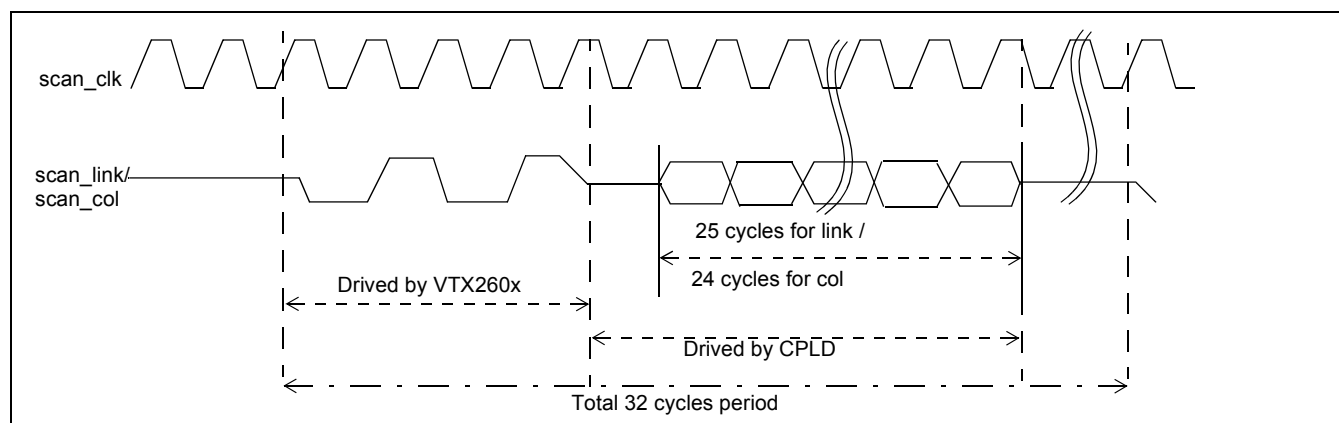 scan_clk
scan_link/
scan_col
25 cycles for link /
24 cycles for col
Drived by VTX260x
Drived by CPLD
Total 32 cycles period